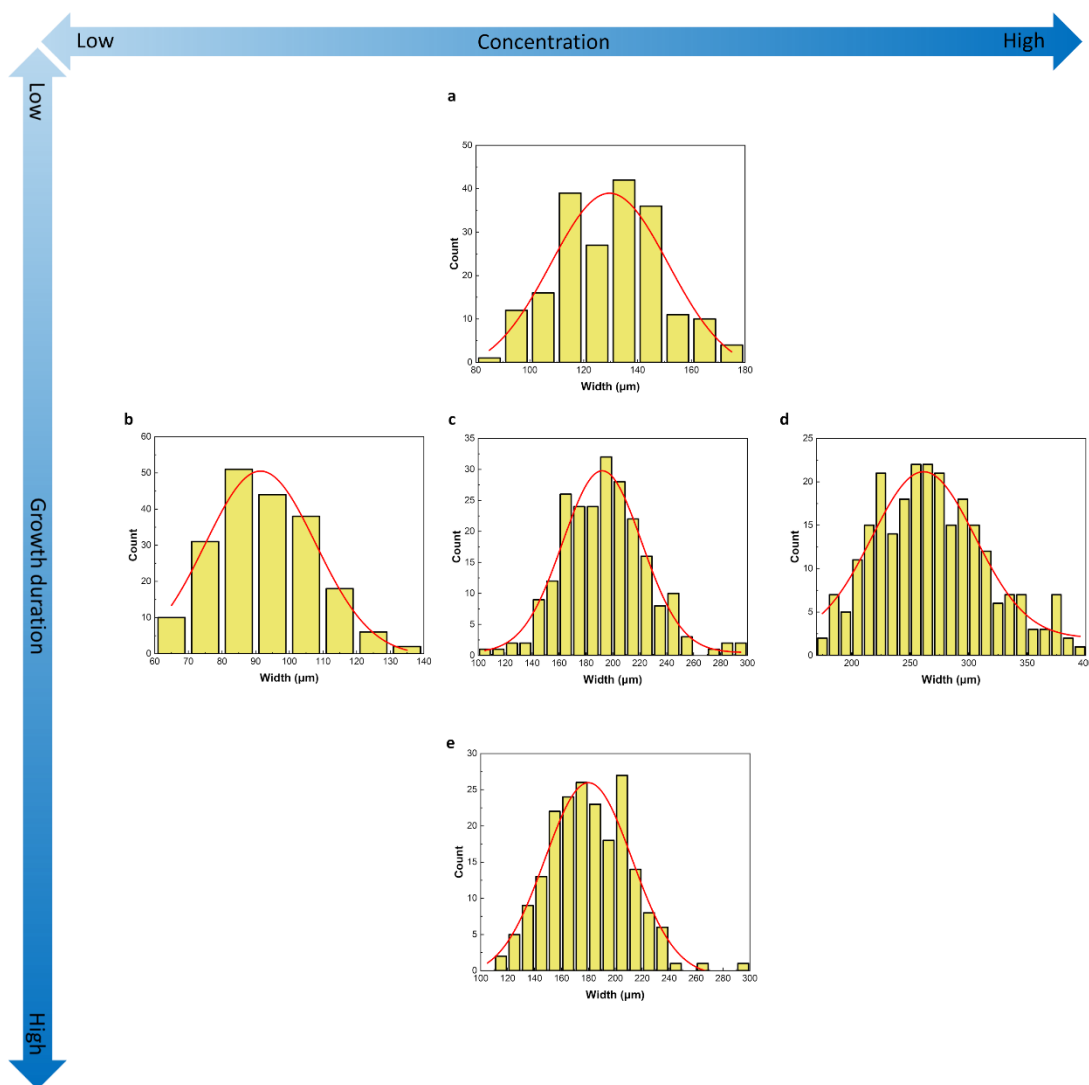 Low Concentration High
Low
Growth duration
High
a
50
40
30
20
10
0
80 100 120 140 160 180
Count
Width (µm)
b
60
50
40
30
20
10
0
60 70 80 90 100 110 120 130 140
Count
Width (µm)
c
35
30
25
20
15
10
5
0
100 120 140 160 180 200 220 240 260 280 300
Count
Width (µm)
d
25
20
15
10
5
0
200 250 300 350 40
Count
Width (µm)
e
30
25
20
15
10
5
0
100 120 140 160 180 200 220 240 260 280 300
Count
Width (µm)